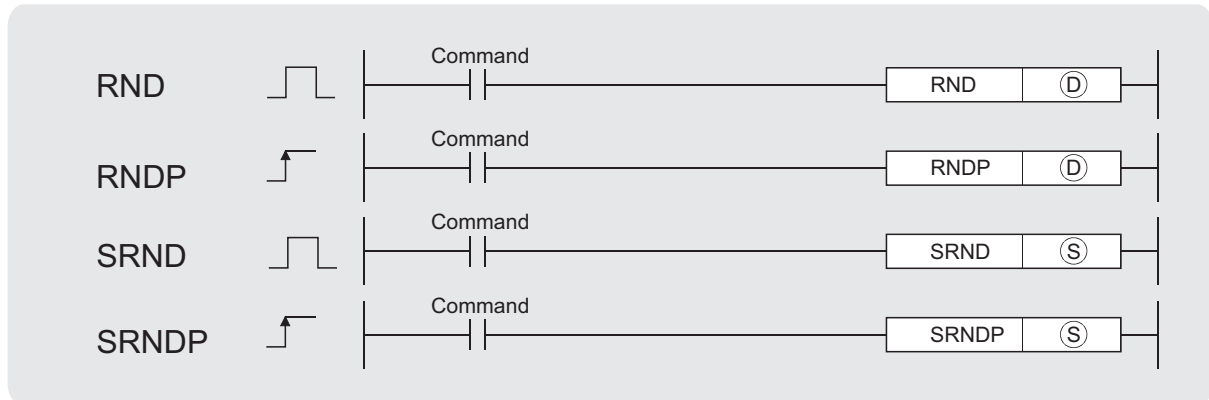 Command
RND RND Ⓓ
Command
RNDP RNDP Ⓓ
Command
SRND SRND Ⓢ
Command
SRNDP SRNDP Ⓢ